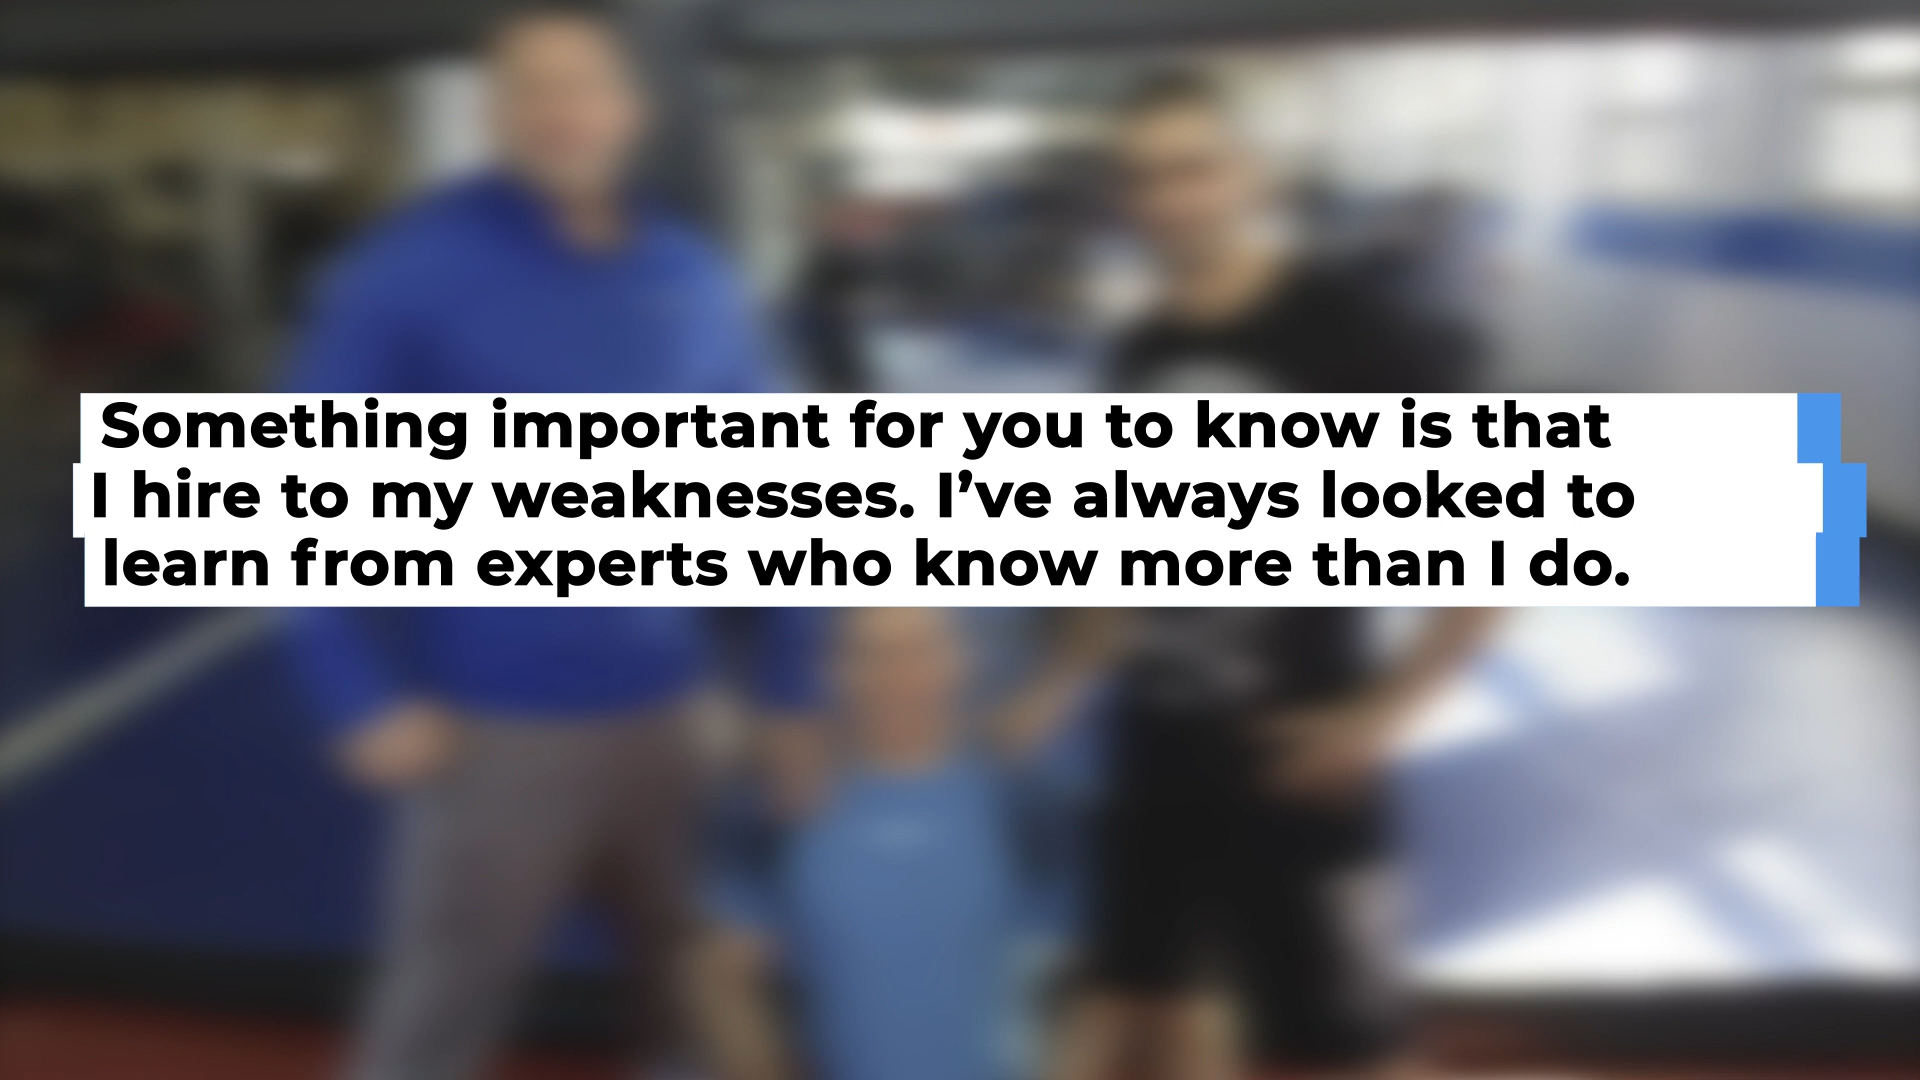 Something important for you to know is that
I hire to my weaknesses. I’ve always looked to
learn from experts who know more than I do.